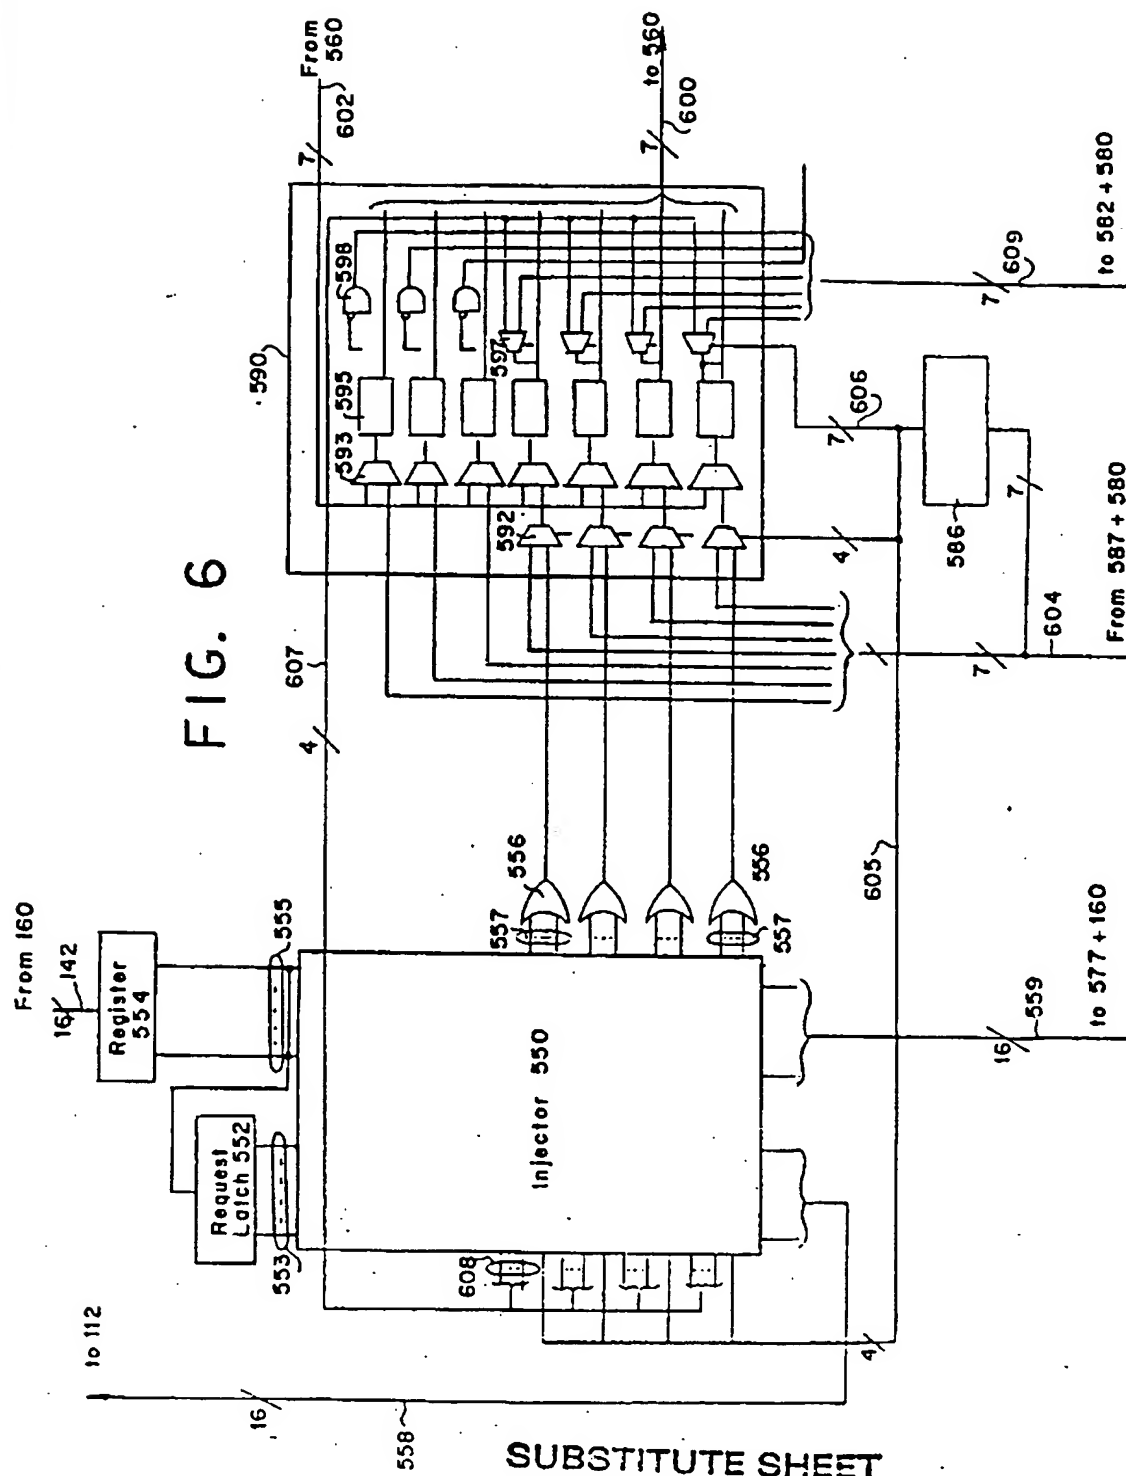 FIG. 6
to 112
16
558
From 160
16
142
Register
554
555
Request
Latch 552
553
608
Injector 550
557
556
557
556
16
559
to 577 + 160
4
605
4
607
590
592
593
595
597
598
From
560
7
602
to 560
7
600
4
7
606
586
7
7
604
From 587 + 580
7
609
to 582 + 580
SUBSTITUTE SHEET